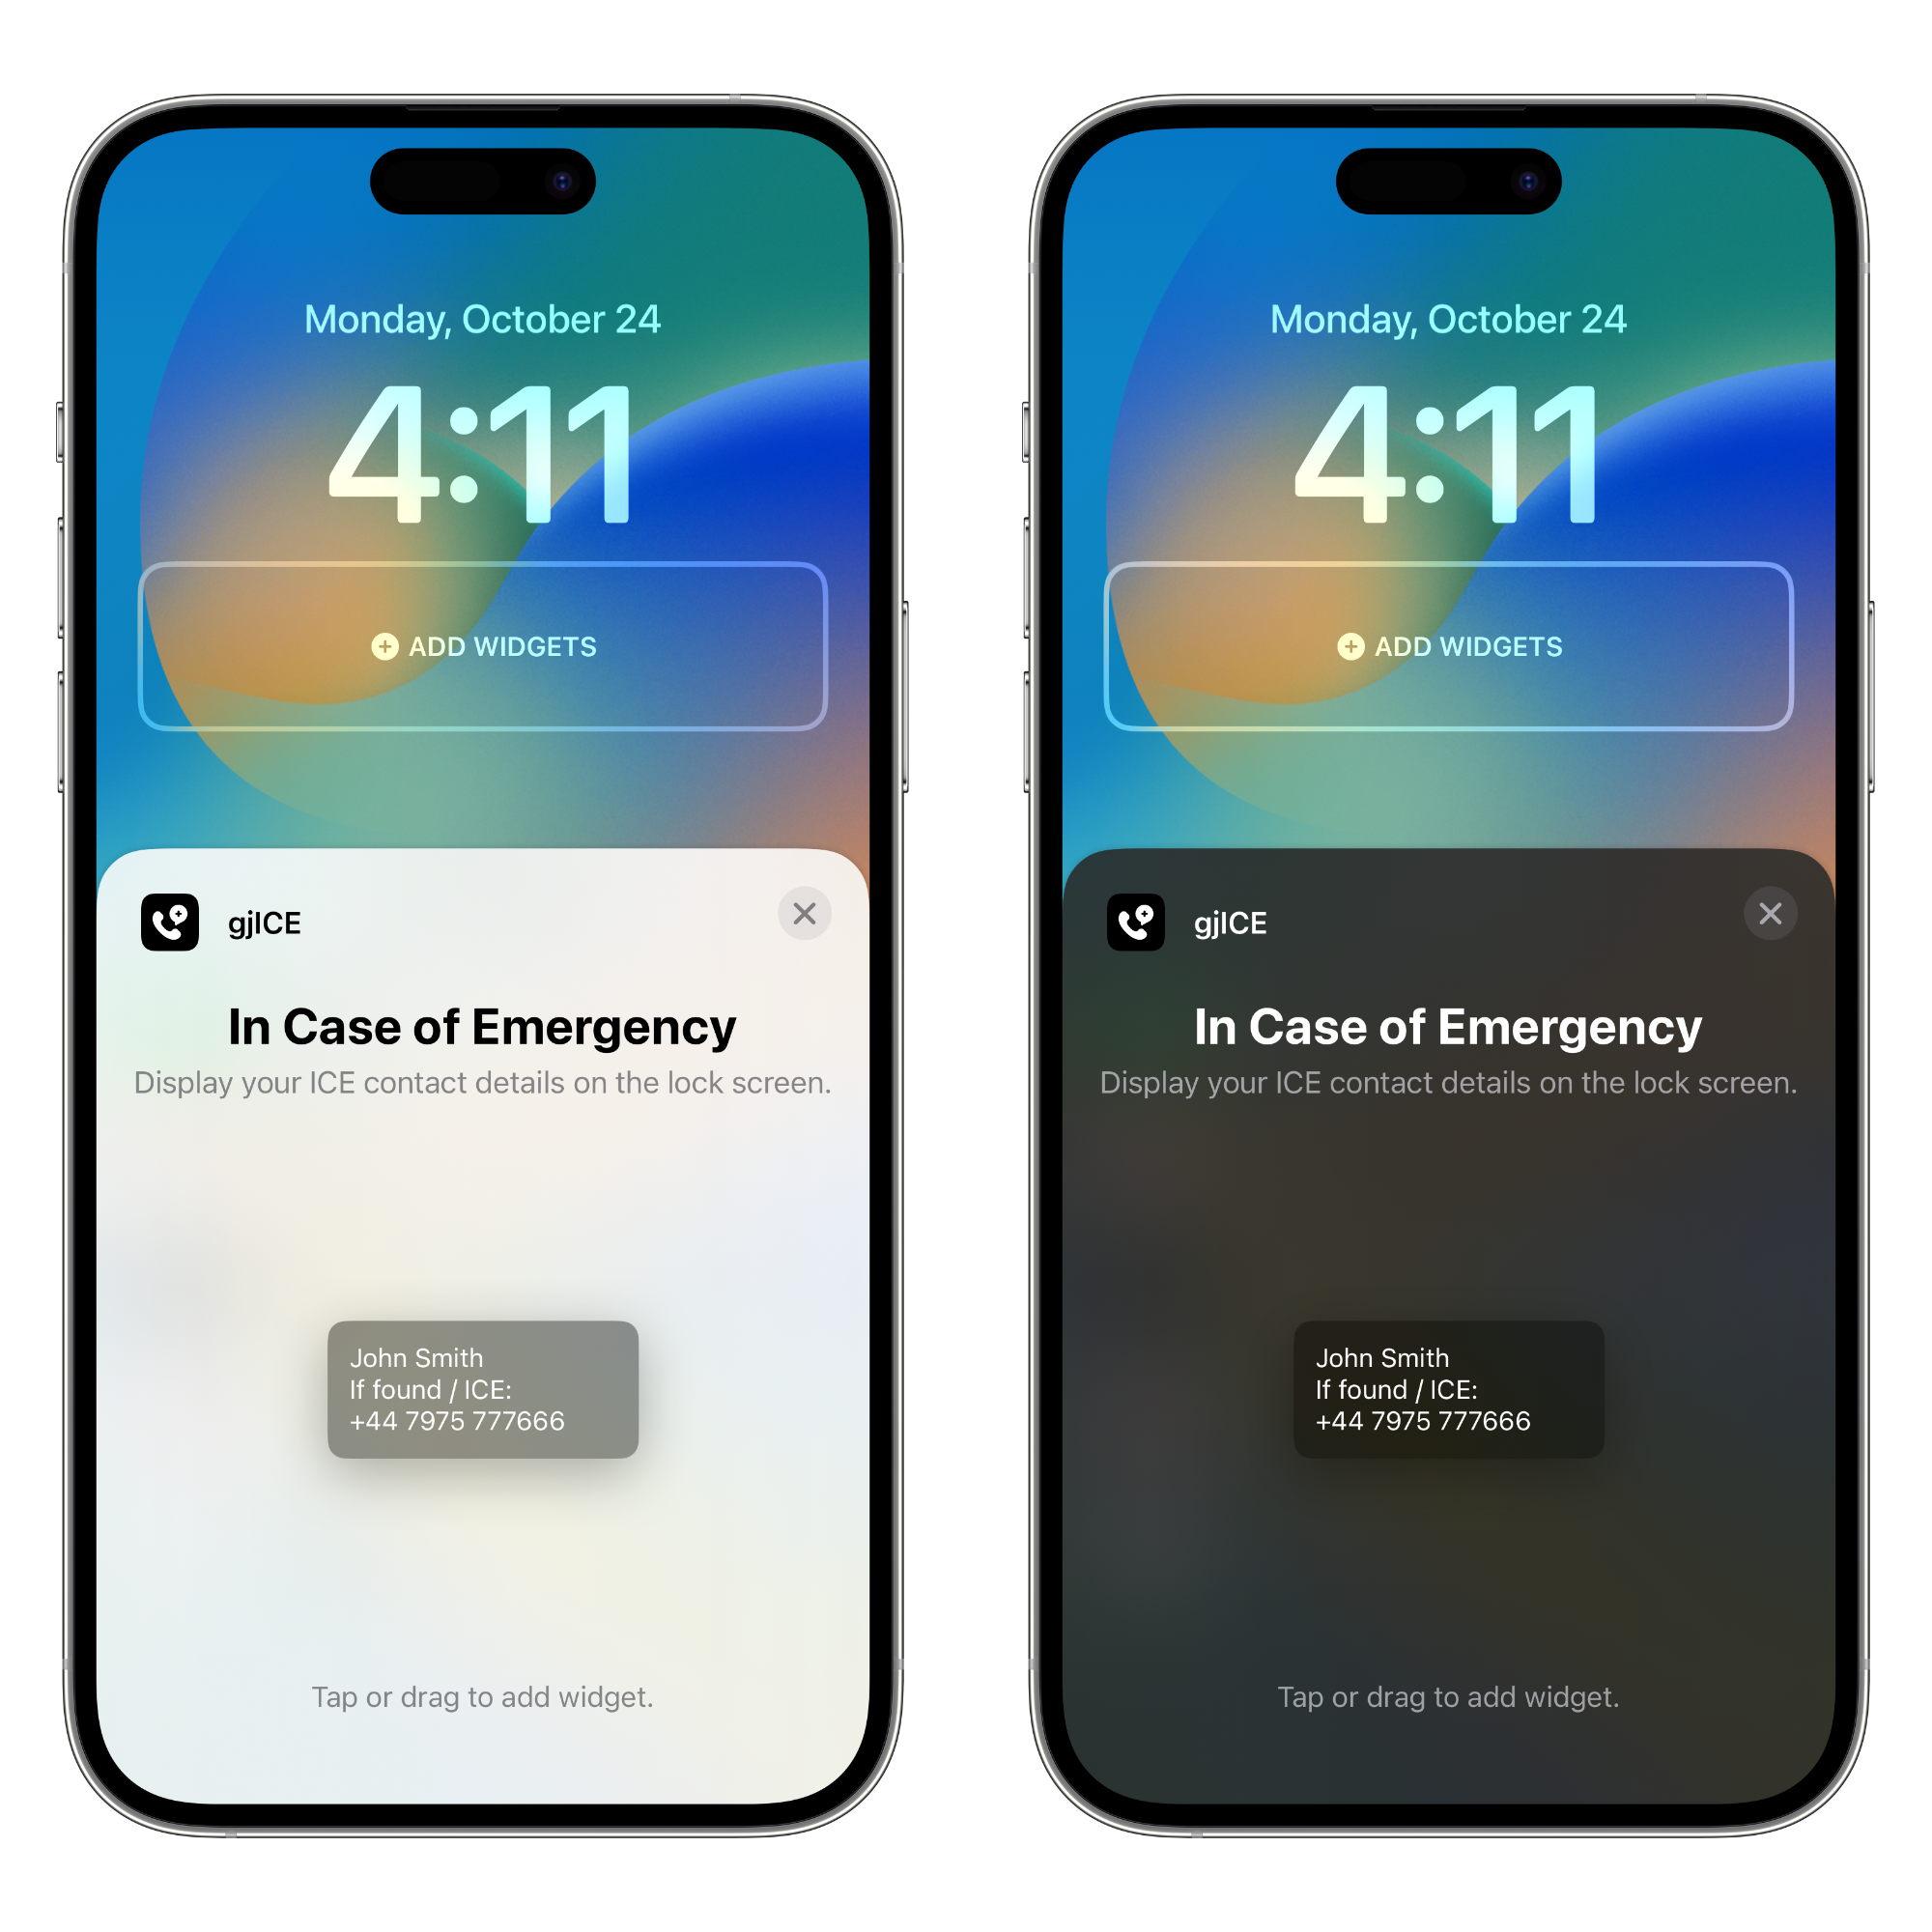 Monday, October 24
4:11
ADD WIDGETS
gjICE
In Case of Emergency
Display your ICE contact details on the lock screen.
John Smith
If found / ICE:
+44 7975 777666
Tap or drag to add widget.
Monday, October 24
4:11
ADD WIDGETS
gjICE
In Case of Emergency
Display your ICE contact details on the lock screen.
John Smith
If found / ICE:
+44 7975 777666
Tap or drag to add widget.